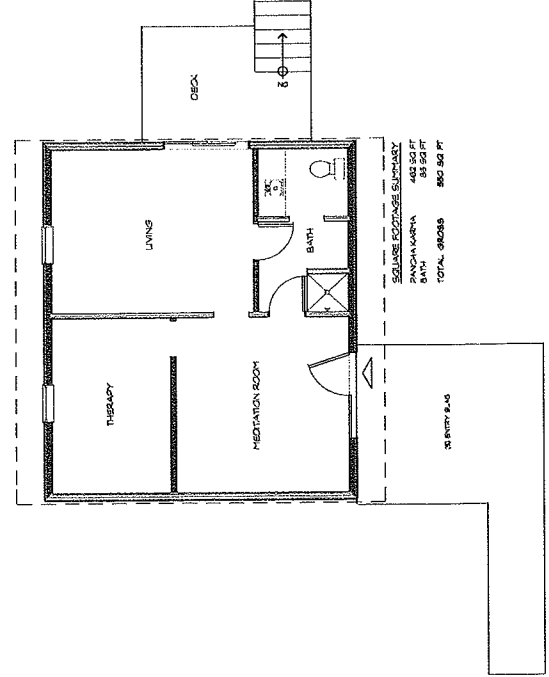 DECK
DN
LIVING
BATH
THERAPY
MEDITATION ROOM
ENTRY SLAB
SQUARE FOOTAGE SUMMARY
PANCHA KARMA 462 SQ FT
BATH 88 SQ FT
TOTAL GROSS 550 SQ FT